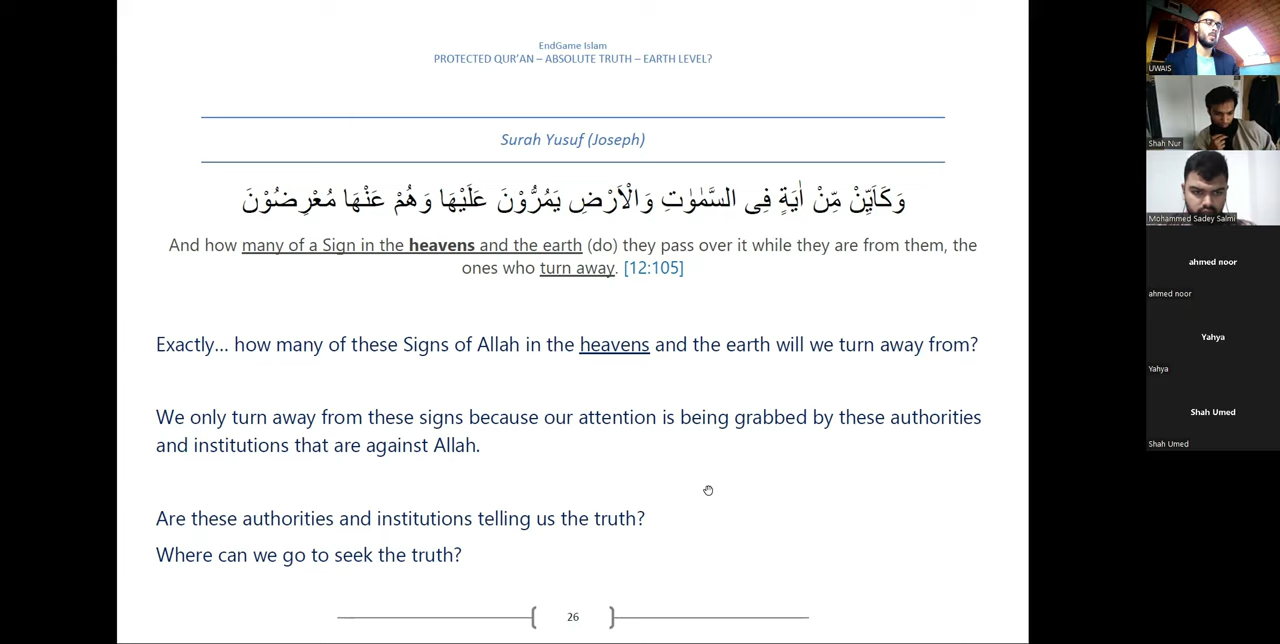 EndGame Islam
PROTECTED QUR'AN – ABSOLUTE TRUTH – EARTH LEVEL?
Surah Yusuf (Joseph)
وَكَاَيِّنْ مِّنْ اٰيَةٍ فِى السَّمٰوٰتِ وَالْاَرْضِ يَمُرُّوْنَ عَلَيْهَا وَهُمْ عَنْهَا مُعْرِضُوْنَ
And how many of a Sign in the heavens and the earth (do) they pass over it while they are from them, the
ones who turn away. [12:105]
Exactly... how many of these Signs of Allah in the heavens and the earth will we turn away from?
We only turn away from these signs because our attention is being grabbed by these authorities
and institutions that are against Allah.
Are these authorities and institutions telling us the truth?
Where can we go to seek the truth?
26
UWAIS
Shah Nur
Mohammed Sadey Salmi
ahmed noor
ahmed noor
Yahya
Yahya
Shah Umed
Shah Umed